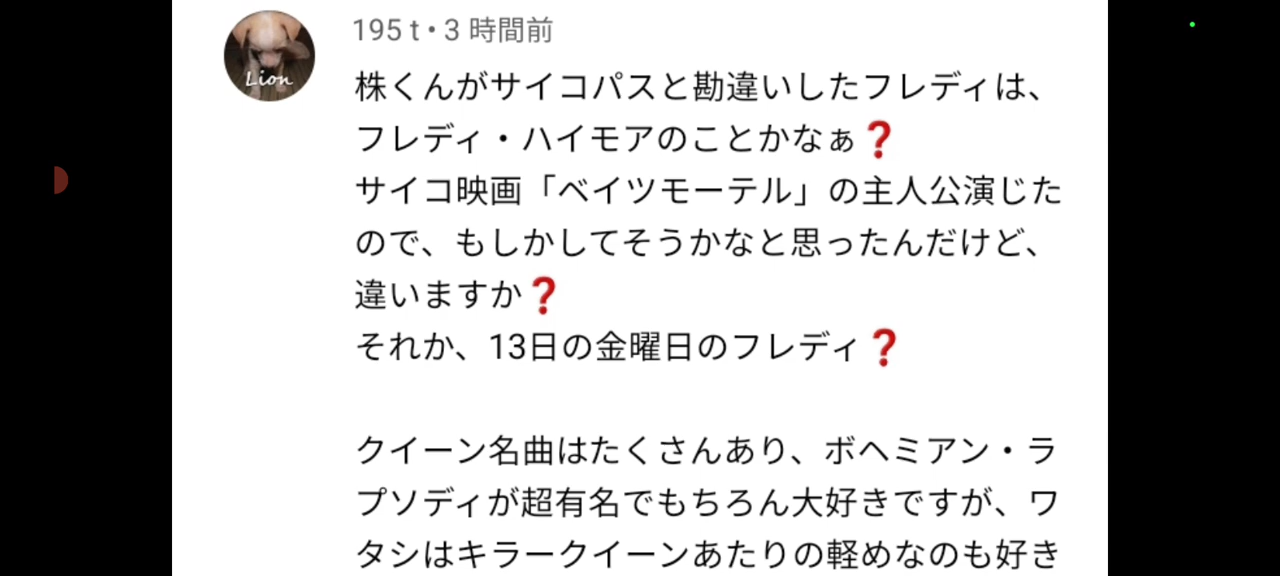 195 t • 3 時間前
Lion
株くんがサイコパスと勘違いしたフレディは、
フレディ・ハイモアのことかなぁ❓
サイコ映画「ベイツモーテル」の主人公演じた
ので、もしかしてそうかなと思ったんだけど、
違いますか❓
それか、13日の金曜日のフレディ❓
クイーン名曲はたくさんあり、ボヘミアン・ラ
プソディが超有名でもちろん大好きですが、ワ
タシはキラークイーンあたりの軽めなのも好き